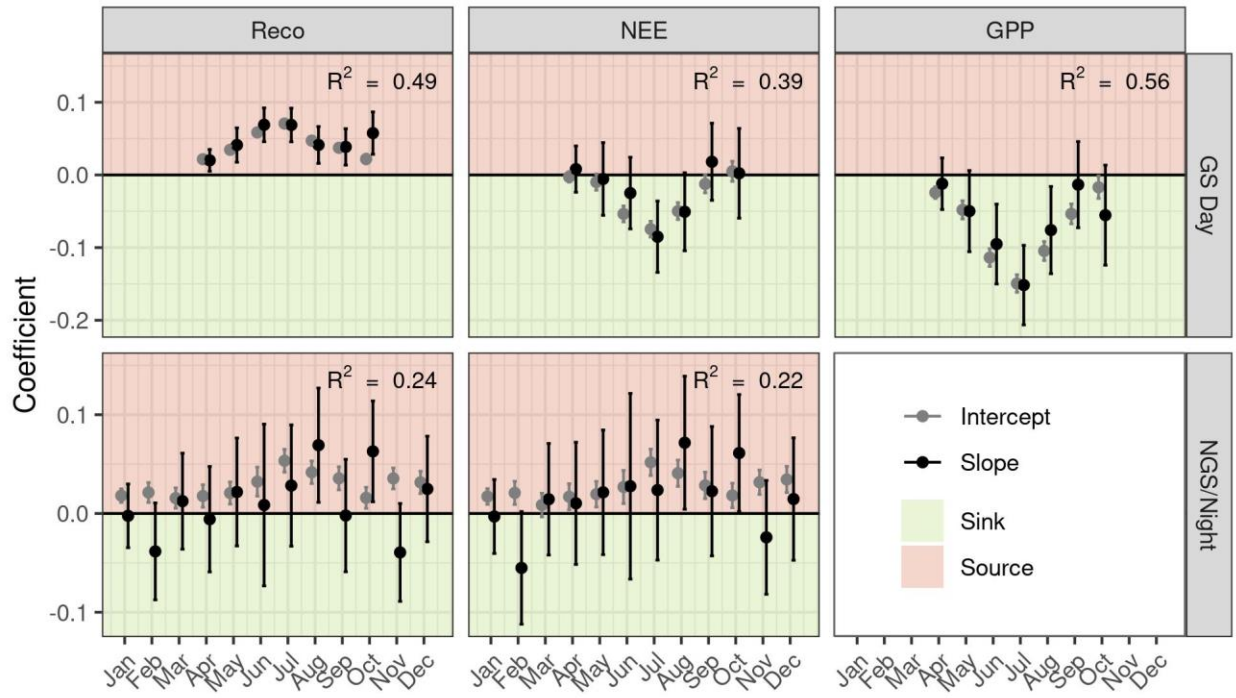 Reco
NEE
GPP
R² = 0.49
R² = 0.39
R² = 0.56
0.1
0.0
-0.1
-0.2
GS Day
Coefficient
R² = 0.24
R² = 0.22
0.1
0.0
-0.1
Intercept
Slope
Sink
Source
NGS/Night
Jan Feb Mar Apr May Jun Jul Aug Sep Oct Nov Dec
Jan Feb Mar Apr May Jun Jul Aug Sep Oct Nov Dec
Jan Feb Mar Apr May Jun Jul Aug Sep Oct Nov Dec